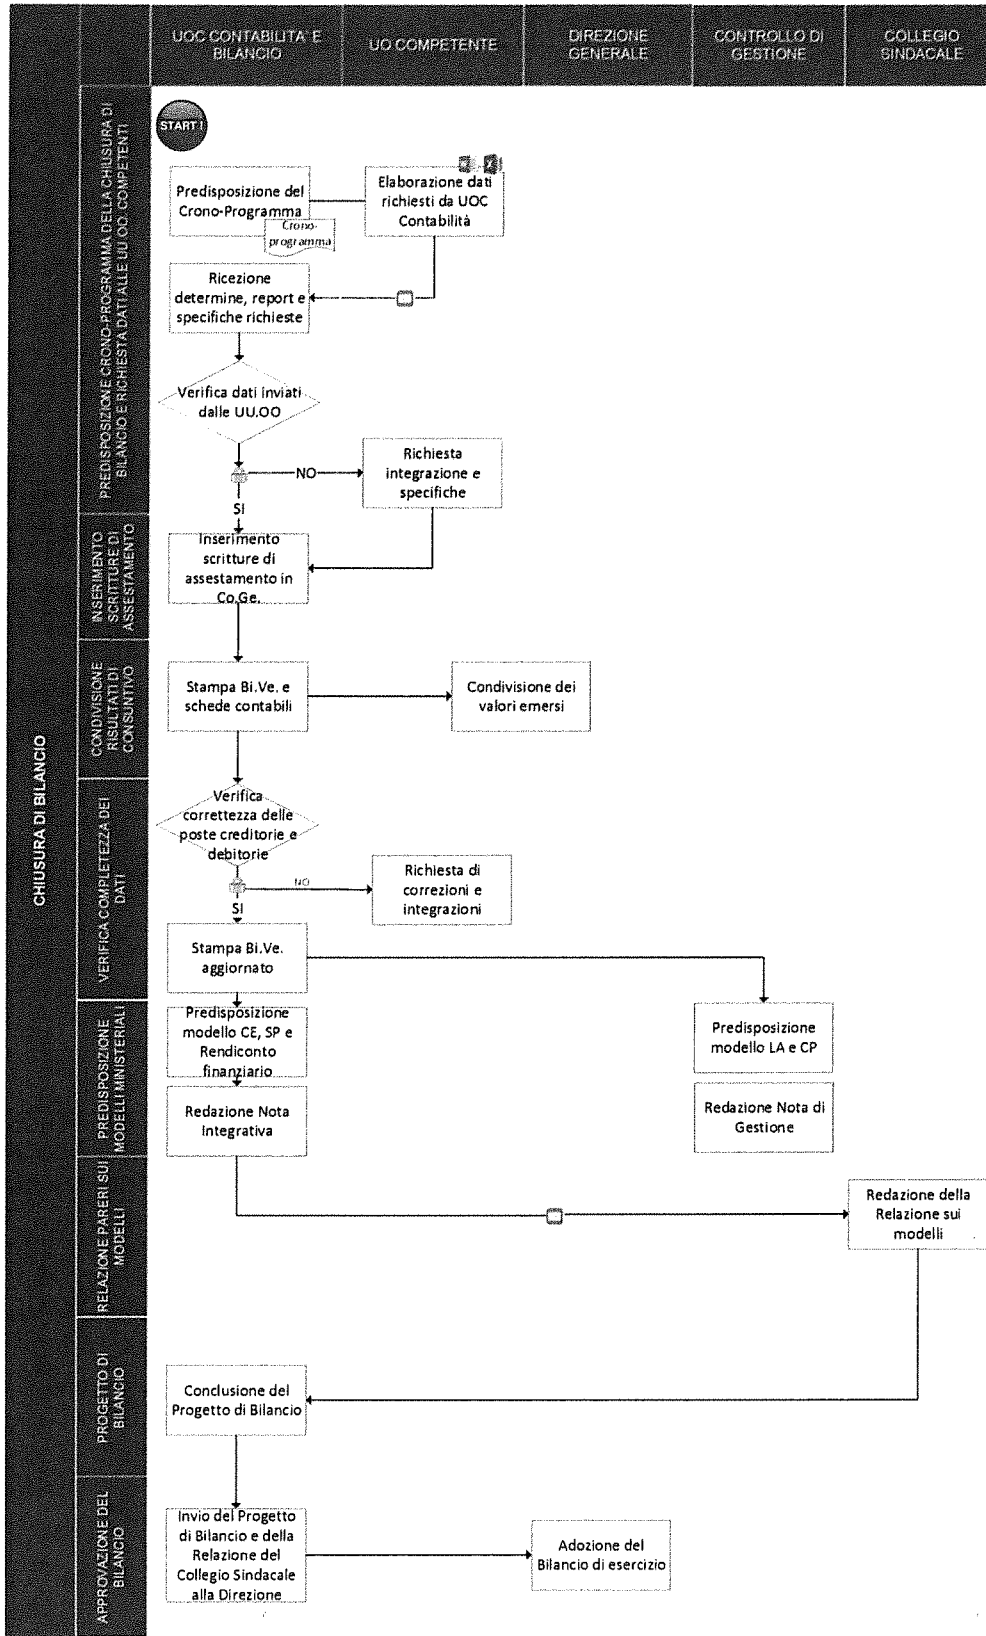 UOC CONTABILITA' E
BILANCIO
UO COMPETENTE
DIREZIONE
GENERALE
CONTROLLO DI
GESTIONE
COLLEGIO
SINDACALE
CHIUSURA DI BILANCIO
PREDISPOSIZIONE CRONO-PROGRAMMA DELLA CHIUSURA DI
BILANCIO E RICHIESTA DATI ALLE UU.OO. COMPETENTI
START !
Predisposizione del
Crono-Programma
Crono-
programma
Elaborazione dati
richiesti da UOC
Contabilità
Ricezione
determine, report e
specifiche richieste
Verifica dati inviati
dalle UU.OO
NO
SI
Richiesta
integrazione e
specifiche
INSERIMENTO
SCRITTURE DI
ASSESTAMENTO
Inserimento
scritture di
assestamento in
Co.Ge.
CONDIVISIONE
RISULTATI DI
CONSUNTIVO
Stampa Bi.Ve. e
schede contabili
Condivisione dei
valori emersi
VERIFICA COMPLETEZZA DEI
DATI
Verifica
correttezza delle
poste creditorie e
debitorie
NO
SI
Richiesta di
correzioni e
integrazioni
Stampa Bi.Ve.
aggiornato
PREDISPOSIZIONE
MODELLI MINISTERIALI
Predisposizione
modello CE, SP e
Rendiconto
finanziario
Predisposizione
modello LA e CP
Redazione Nota
Integrativa
Redazione Nota di
Gestione
RELAZIONE PARERI SUI
MODELLI
Redazione della
Relazione sui
modelli
PROGETTO DI
BILANCIO
Conclusione del
Progetto di Bilancio
APPROVAZIONE DEL
BILANCIO
Invio del Progetto
di Bilancio e della
Relazione del
Collegio Sindacale
alla Direzione
Adozione del
Bilancio di esercizio